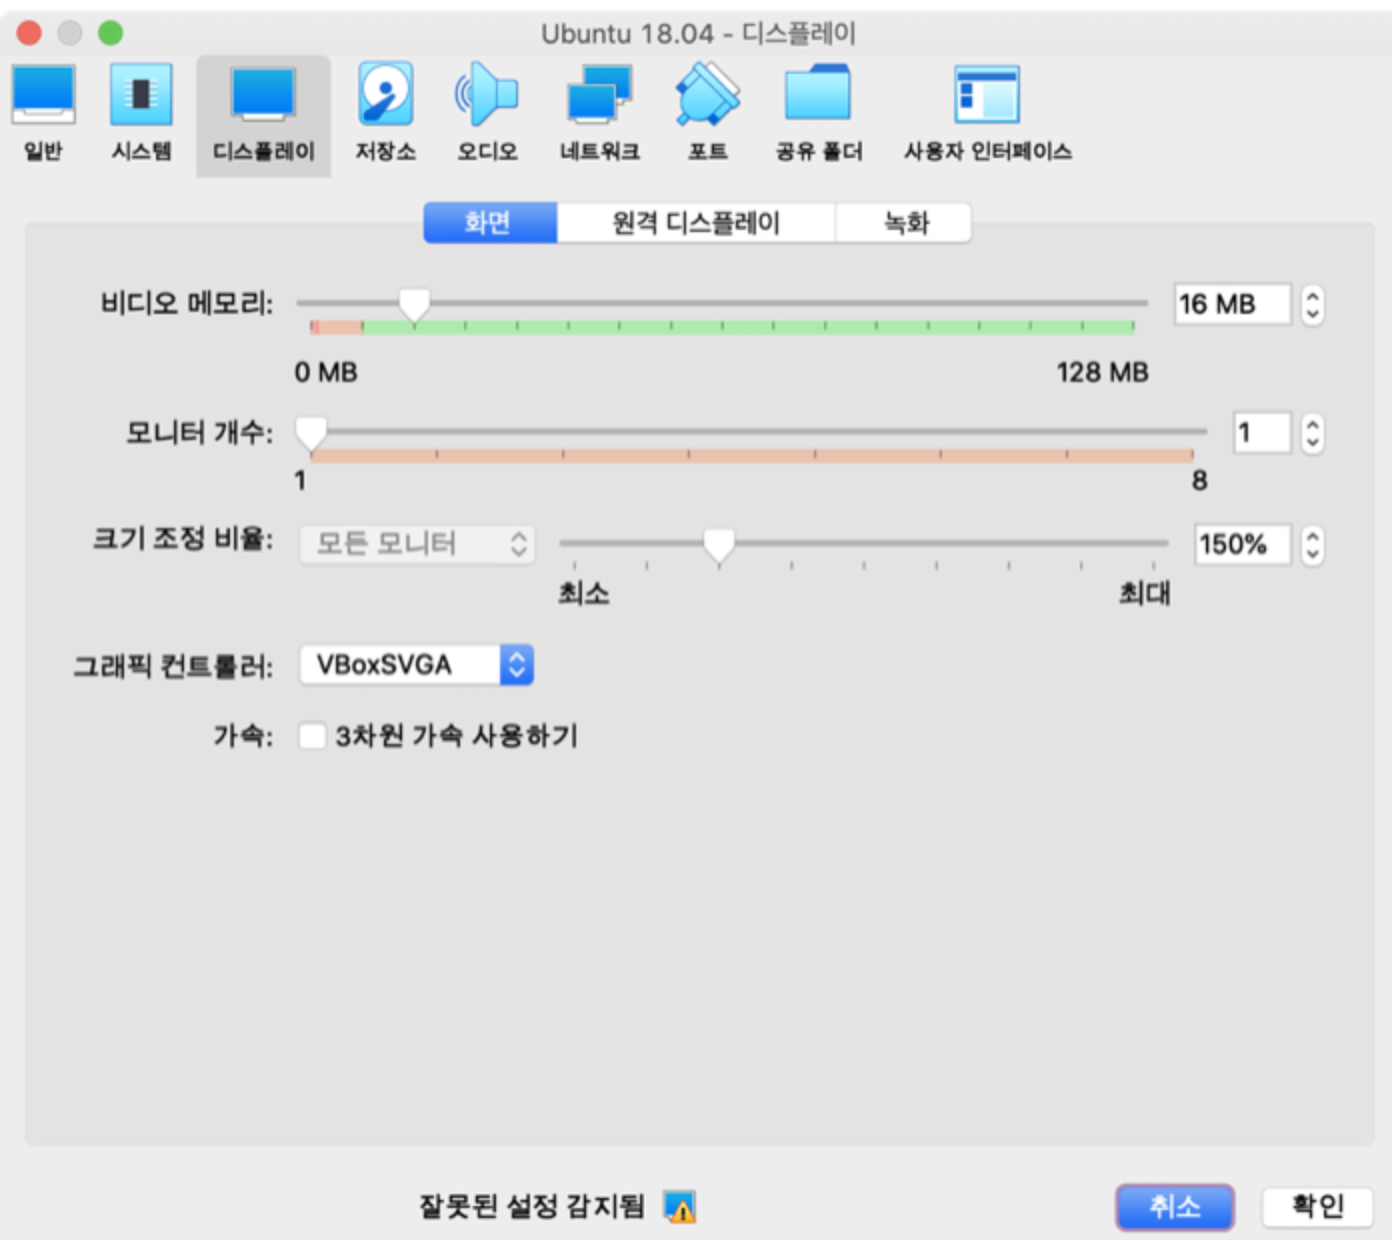 Ubuntu 18.04 - 디스플레이
일반 시스템 디스플레이 저장소 오디오 네트워크 포트 공유 폴더 사용자 인터페이스
화면 원격 디스플레이 녹화
비디오 메모리: 16 MB
0 MB 128 MB
모니터 개수: 1
1 8
크기 조정 비율: 모든 모니터 150%
최소 최대
그래픽 컨트롤러: VBoxSVGA
가속: 3차원 가속 사용하기
잘못된 설정 감지됨 취소 확인